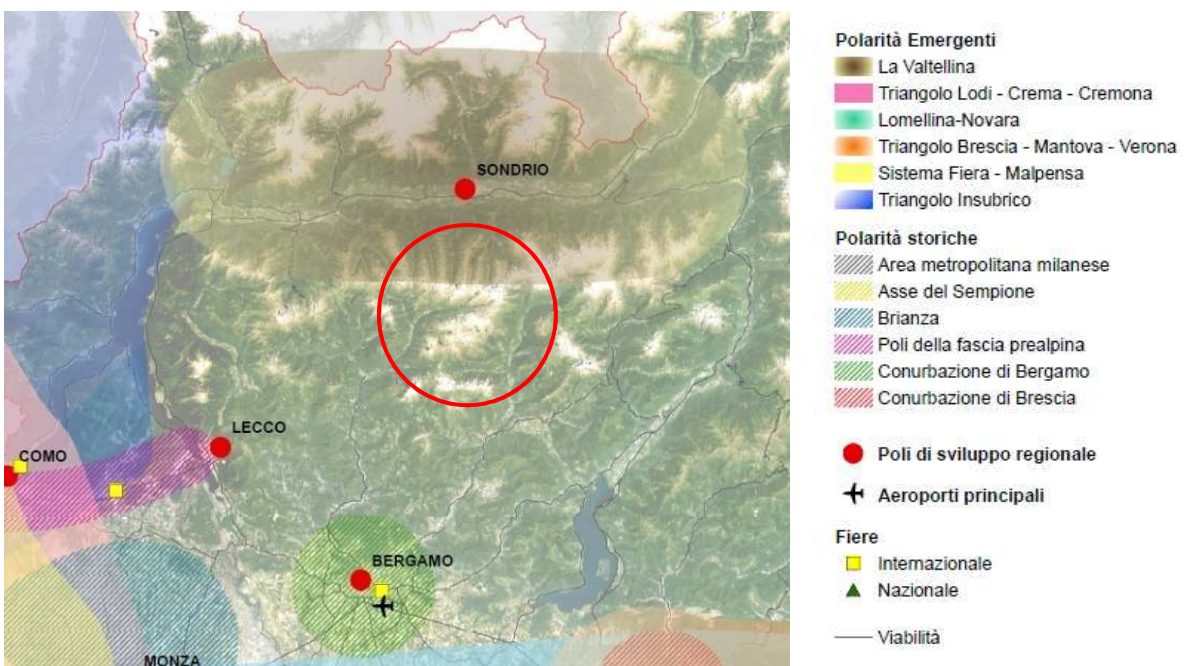 SONDRIO
LECCO
COMO
BERGAMO
MONZA
Polarità Emergenti
La Valtellina
Triangolo Lodi - Crema - Cremona
Lomellina-Novara
Triangolo Brescia - Mantova - Verona
Sistema Fiera - Malpensa
Triangolo Insubrico
Polarità storiche
Area metropolitana milanese
Asse del Sempione
Brianza
Poli della fascia prealpina
Conurbazione di Bergamo
Conurbazione di Brescia
Poli di sviluppo regionale
Aeroporti principali
Fiere
Internazionale
Nazionale
Viabilità